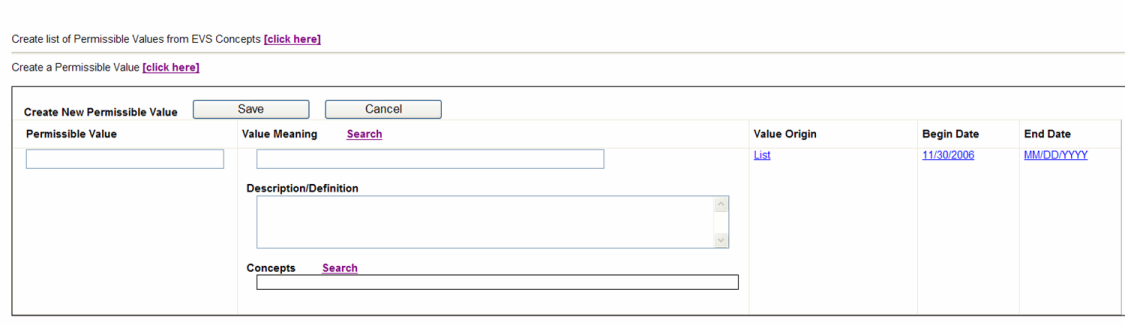 Create list of Permissible Values from EVS Concepts [click here]
Create a Permissible Value [click here]
Create New Permissible Value Save Cancel
Permissible Value Value Meaning Search Value Origin Begin Date End Date
List 11/30/2006 MM/DD/YYYY
Description/Definition
Concepts Search